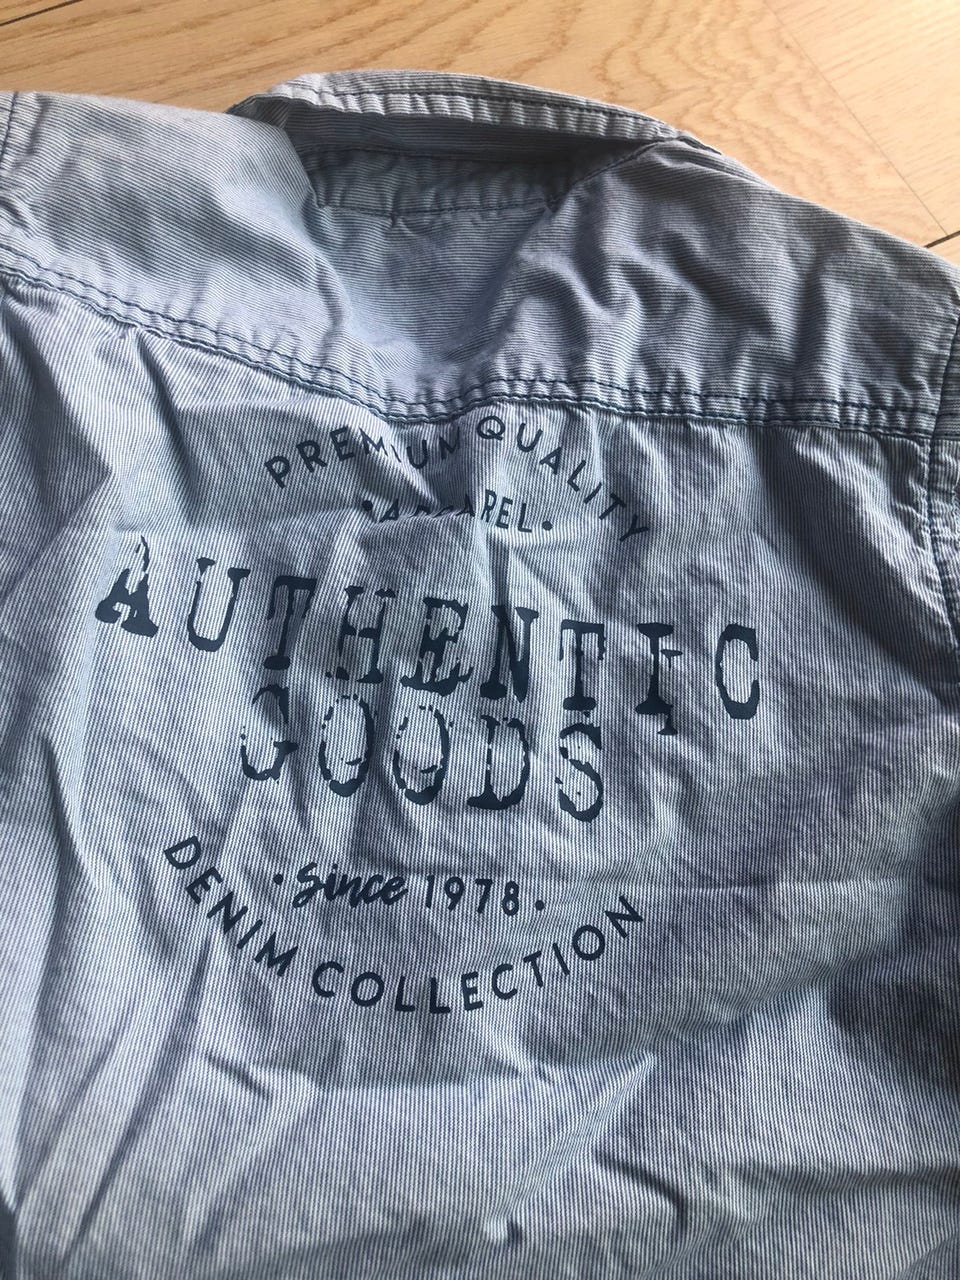 PREMIUM QUALITY
•APPAREL•
AUTHENTIC
GOODS
•Since 1978•
DENIM COLLECTION